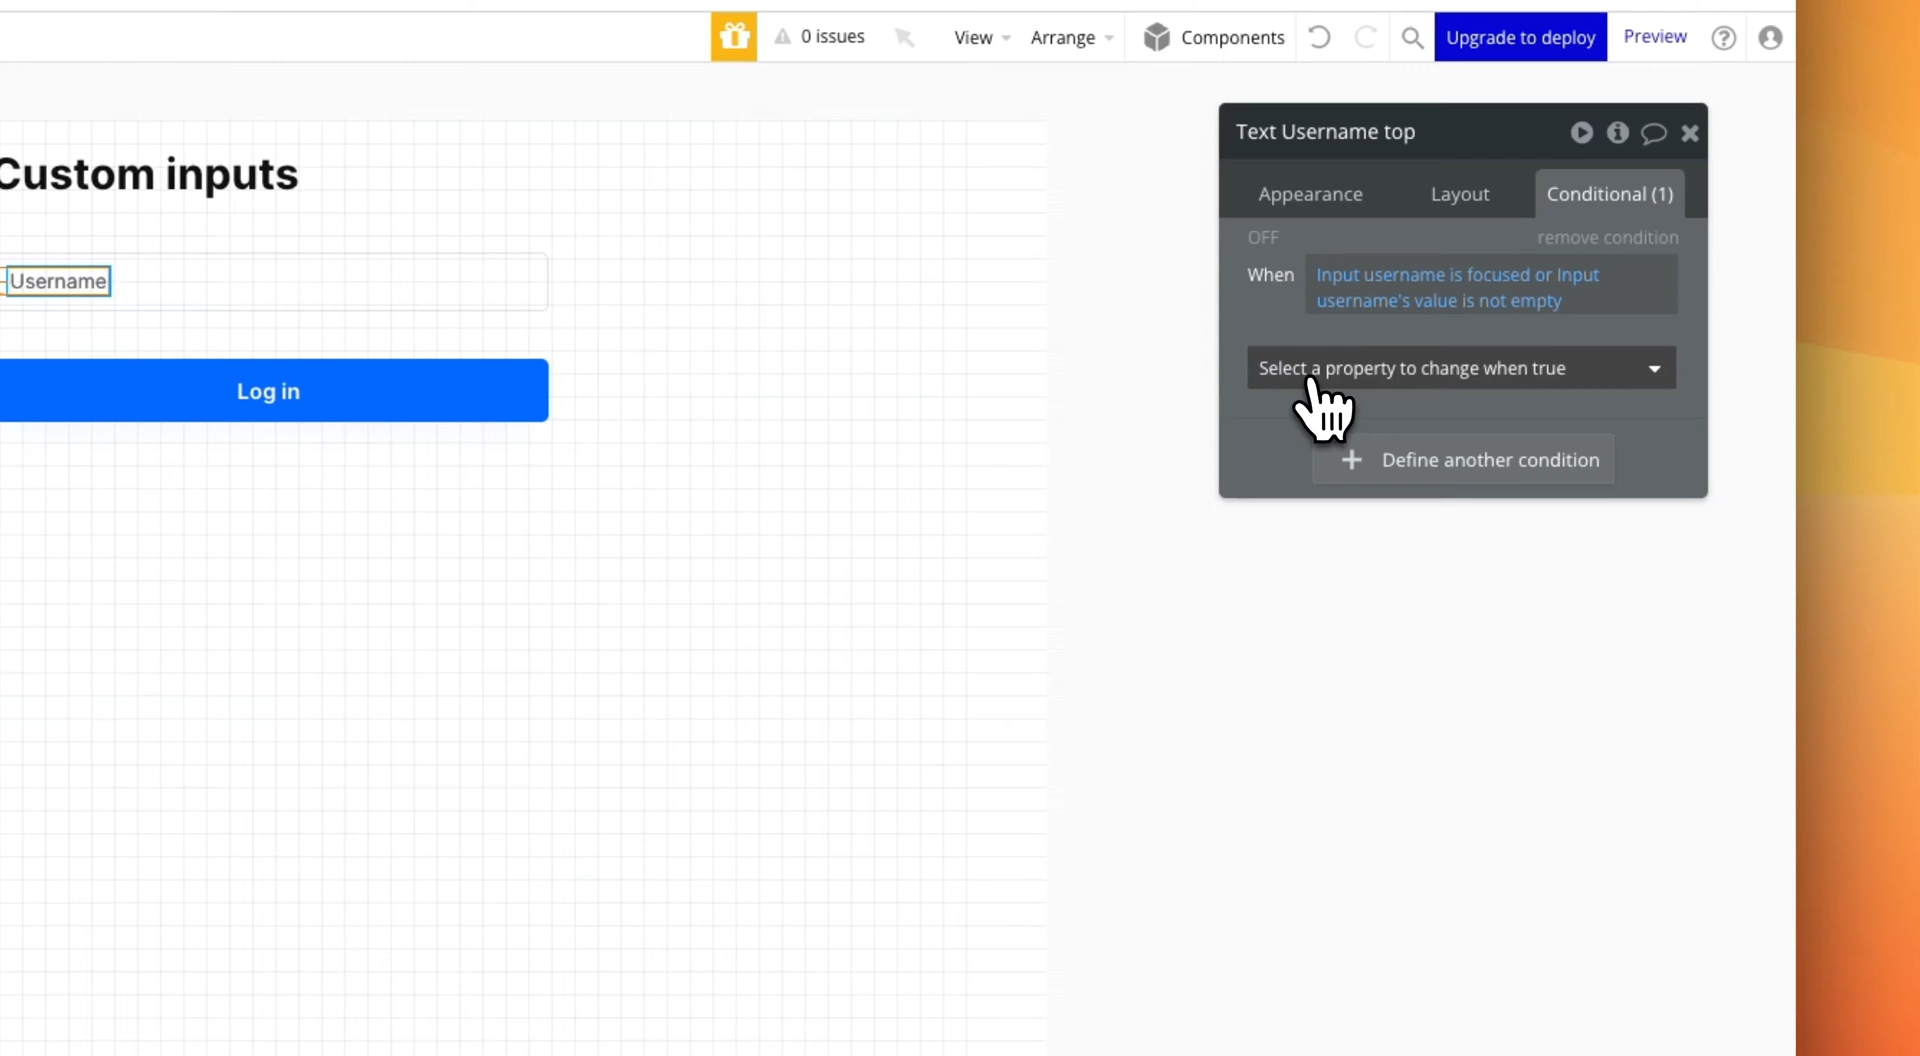 0 issues
View
Arrange
Components
Upgrade to deploy
Preview
Custom inputs
Username
Log in
Text Username top
Appearance
Layout
Conditional (1)
OFF
remove condition
When
Input username is focused or Input
username's value is not empty
Select a property to change when true
Define another condition